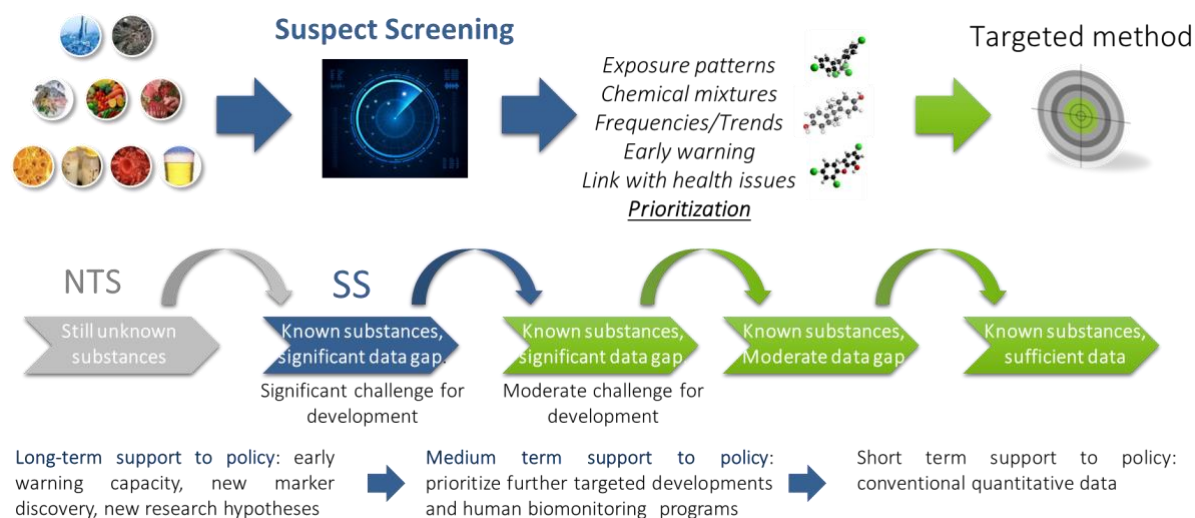 Suspect Screening
Targeted method
Exposure patterns
Chemical mixtures
Frequencies/Trends
Early warning
Link with health issues
Prioritization
NTS
SS
Still unknown
substances
Known substances,
significant data gap.
Known substances,
significant data gap
Known substances,
Moderate data gap
Known substances,
sufficient data
Significant challenge for
development
Moderate challenge for
development
Long-term support to policy: early
warning capacity, new marker
discovery, new research hypotheses
Medium term support to policy:
prioritize further targeted developments
and human biomonitoring programs
Short term support to policy:
conventional quantitative data